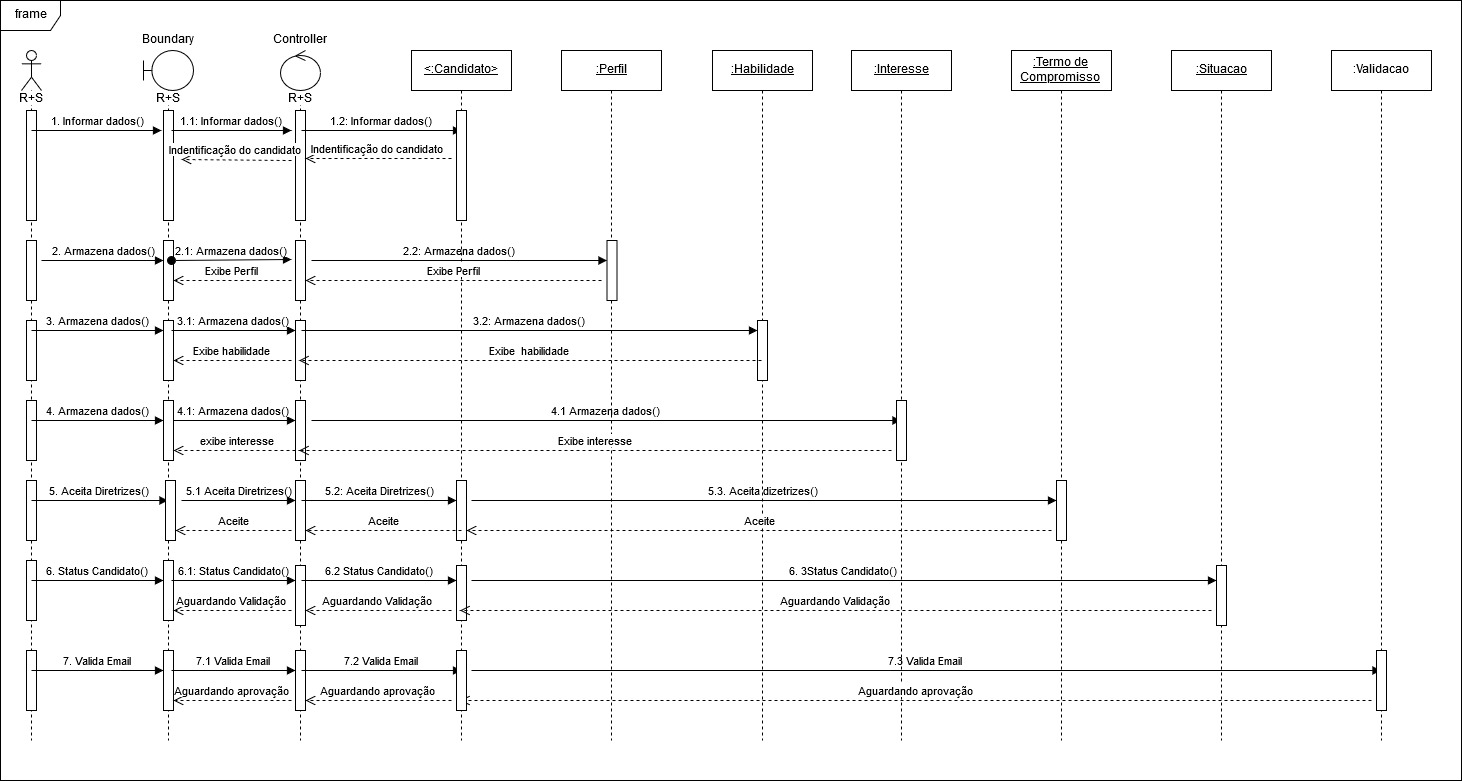 frame
Boundary
Controller
<:Candidato>
:Perfil
:Habilidade
:Interesse
:Termo de
Compromisso
:Situacao
:Validacao
R+S
R+S
R+S
1. Informar dados()
1.1: Informar dados()
1.2: Informar dados()
Indentificação do candidato
Indentificação do candidato
2. Armazena dados()
2.1: Armazena dados()
2.2: Armazena dados()
Exibe Perfil
Exibe Perfil
3. Armazena dados()
3.1: Armazena dados()
3.2: Armazena dados()
Exibe habilidade
Exibe habilidade
4. Armazena dados()
4.1: Armazena dados()
4.1 Armazena dados()
exibe interesse
Exibe interesse
5. Aceita Diretrizes()
5.1 Aceita Diretrizes()
5.2: Aceita Diretrizes()
5.3. Aceita dizetrizes()
Aceite
Aceite
Aceite
6. Status Candidato()
6.1: Status Candidato()
6.2 Status Candidato()
6. 3Status Candidato()
Aguardando Validação
Aguardando Validação
Aguardando Validação
7. Valida Email
7.1 Valida Email
7.2 Valida Email
7.3 Valida Email
Aguardando aprovação
Aguardando aprovação
Aguardando aprovação